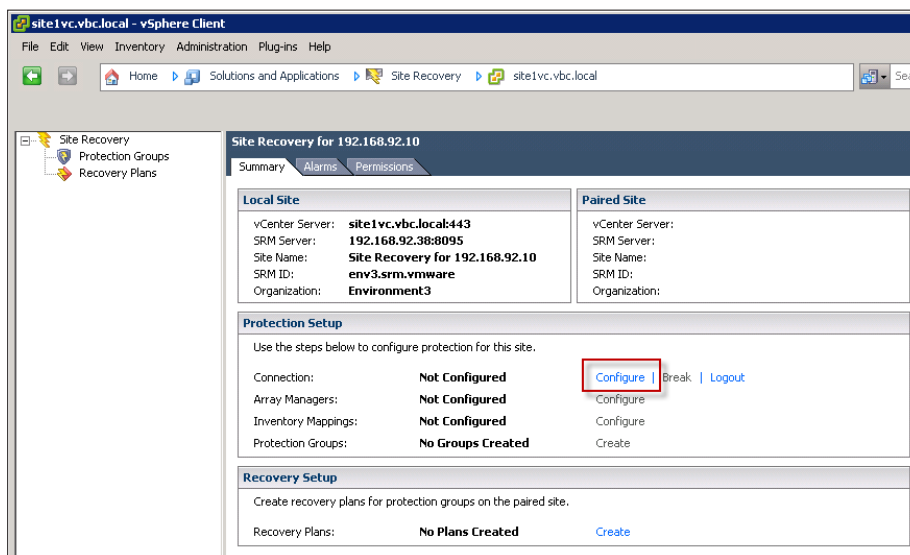 site1vc.vbc.local - vSphere Client
File Edit View Inventory Administration Plug-ins Help
Home Solutions and Applications Site Recovery site1vc.vbc.local
Site Recovery
Protection Groups
Recovery Plans
Site Recovery for 192.168.92.10
Summary Alarms Permissions
Local Site
vCenter Server: site1vc.vbc.local:443
SRM Server: 192.168.92.38:8095
Site Name: Site Recovery for 192.168.92.10
SRM ID: env3.srm.vmware
Organization: Environment3
Paired Site
vCenter Server:
SRM Server:
Site Name:
SRM ID:
Organization:
Protection Setup
Use the steps below to configure protection for this site.
Connection: Not Configured Configure | Break | Logout
Array Managers: Not Configured Configure
Inventory Mappings: Not Configured Configure
Protection Groups: No Groups Created Create
Recovery Setup
Create recovery plans for protection groups on the paired site.
Recovery Plans: No Plans Created Create